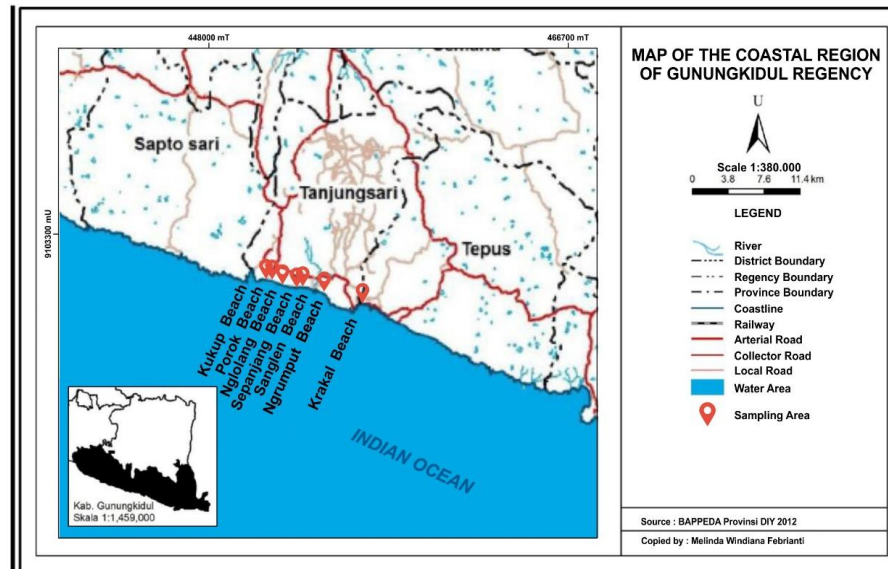 448000 mT
466700 mT
9103300 mU
Sapto sari
Tanjungsari
Tepus
Kukup Beach
Porok Beach
Nglolang Beach
Sepanjang Beach
Sanglen Beach
Ngrumput Beach
Krakal Beach
INDIAN OCEAN
Kab. Gunungkidul
Skala 1:1,459,000
MAP OF THE COASTAL REGION
OF GUNUNGKIDUL REGENCY
U
Scale 1:380.000
0 3.8 7.6 11.4 km
LEGEND
River
District Boundary
Regency Boundary
Province Boundary
Coastline
Railway
Arterial Road
Collector Road
Local Road
Water Area
Sampling Area
Source : BAPPEDA Provinsi DIY 2012
Copied by : Melinda Windiana Febrianti